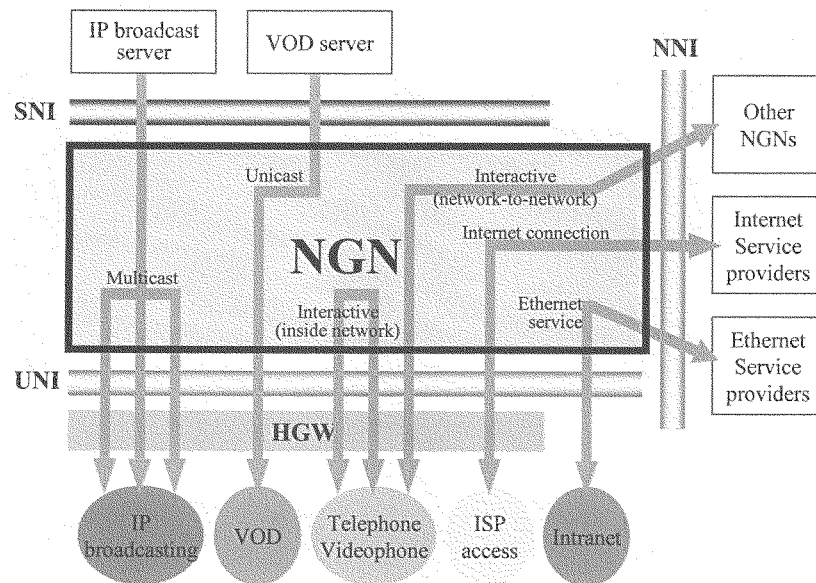 IP broadcast
server
VOD server
NNI
SNI
Other
NGNs
Unicast
Interactive
(network-to-network)
Internet connection
Internet
Service
providers
NGN
Multicast
Interactive
(inside network)
Ethernet
service
Ethernet
Service
providers
UNI
HGW
IP
broadcasting
VOD
Telephone
Videophone
ISP
access
Intranet